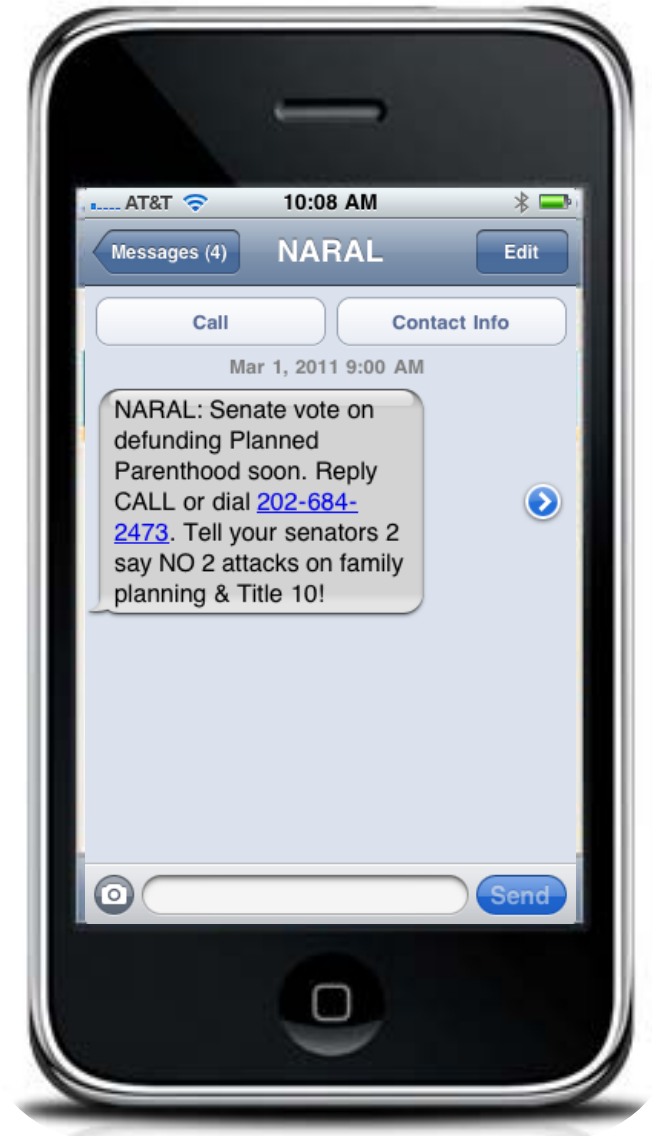 AT&T 10:08 AM
Messages (4) NARAL Edit
Call Contact Info
Mar 1, 2011 9:00 AM
NARAL: Senate vote on
defunding Planned
Parenthood soon. Reply
CALL or dial 202-684-
2473. Tell your senators 2
say NO 2 attacks on family
planning & Title 10!
Send